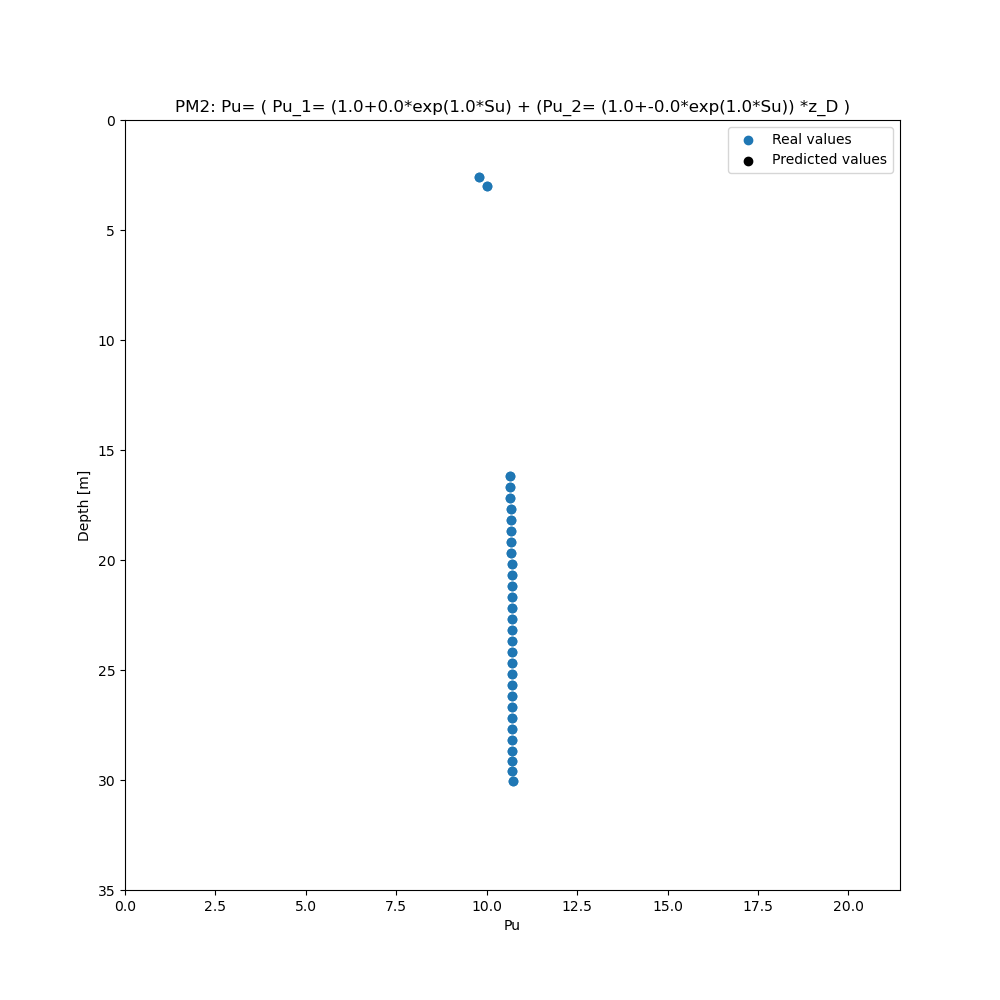 PM2: Pu= ( Pu_1= (1.0+0.0*exp(1.0*Su) + (Pu_2= (1.0+-0.0*exp(1.0*Su)) *z_D )
Real values
Predicted values
0
5
10
15
20
25
30
35
Depth [m]
0.0 2.5 5.0 7.5 10.0 12.5 15.0 17.5 20.0
Pu